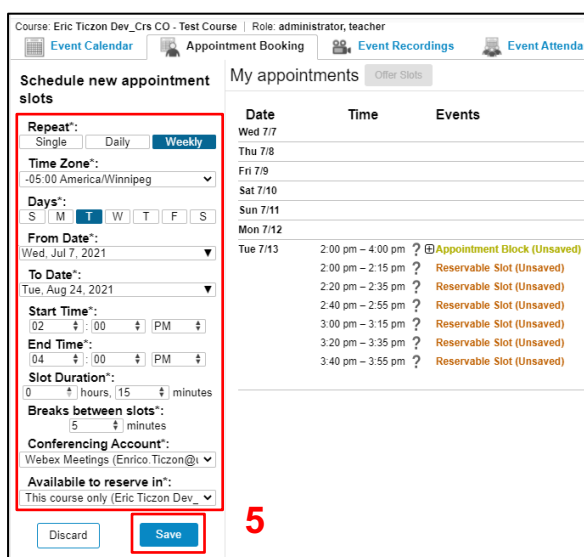 Course: Eric Ticzon Dev_Crs CO - Test Course | Role: administrator, teacher
Event Calendar Appointment Booking Event Recordings Event Attenda
Schedule new appointment
slots
My appointments Offer Slots
Repeat*:
Single Daily Weekly
Time Zone*:
-05:00 America/Winnipeg
Days*:
S M T W T F S
From Date*:
Wed, Jul 7, 2021
To Date*:
Tue, Aug 24, 2021
Start Time*:
02 : 00 PM
End Time*:
04 : 00 PM
Slot Duration*:
0 hours, 15 minutes
Breaks between slots*:
5 minutes
Conferencing Account*:
Webex Meetings (Enrico.Ticzon@u
Availabile to reserve in*:
This course only (Eric Ticzon Dev_
Discard Save
5
Date Time Events
Wed 7/7
Thu 7/8
Fri 7/9
Sat 7/10
Sun 7/11
Mon 7/12
Tue 7/13 2:00 pm – 4:00 pm ? Appointment Block (Unsaved)
2:00 pm – 2:15 pm ? Reservable Slot (Unsaved)
2:20 pm – 2:35 pm ? Reservable Slot (Unsaved)
2:40 pm – 2:55 pm ? Reservable Slot (Unsaved)
3:00 pm – 3:15 pm ? Reservable Slot (Unsaved)
3:20 pm – 3:35 pm ? Reservable Slot (Unsaved)
3:40 pm – 3:55 pm ? Reservable Slot (Unsaved)